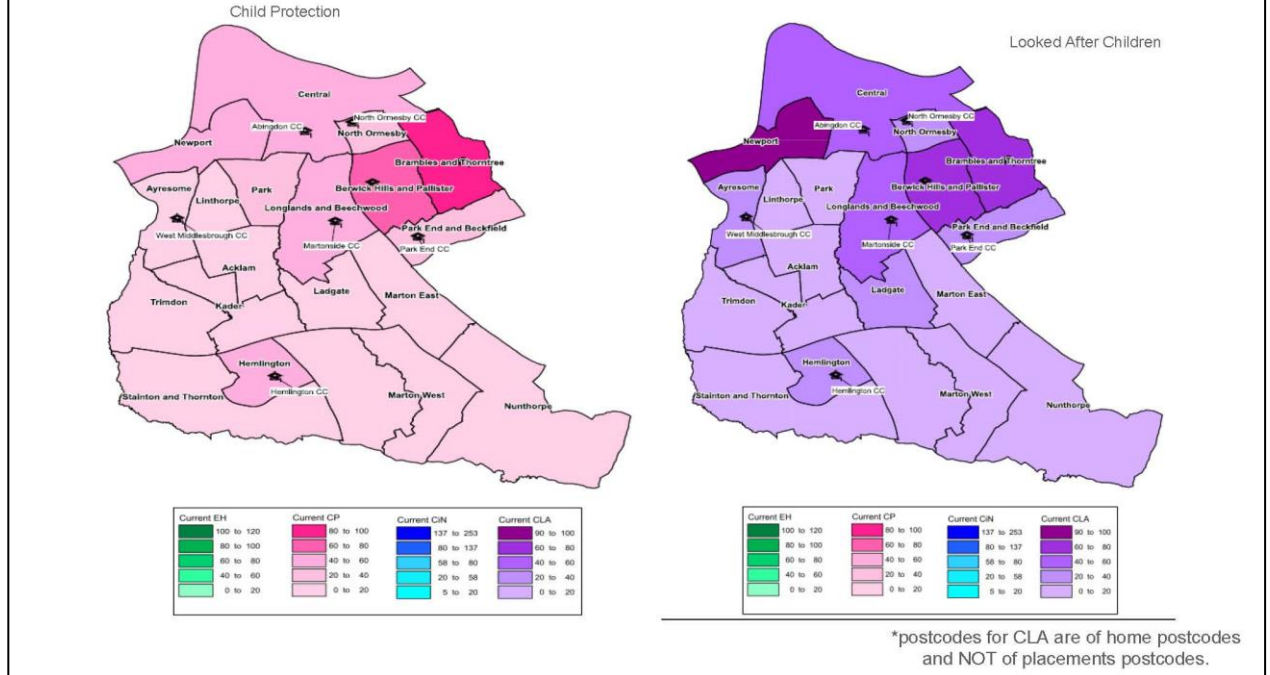 Child Protection
Central
North Ormesby CC
Abingdon CC
North Ormesby
Newport
Brambles and Thorntree
Ayresome
Park
Berwick Hills and Pallister
Linthorpe
Longlands and Beechwood
Park End and Beckfield
West Middlesbrough CC
Martonside CC
Park End CC
Acklam
Ladgate
Marton East
Trimdon
Kader
Hemlington
Hemlington CC
Stainton and Thornton
Marton West
Nunthorpe
Current EH
100 to 120
80 to 100
60 to 80
40 to 60
0 to 20
Current CP
80 to 100
60 to 80
40 to 60
20 to 40
0 to 20
Current CiN
137 to 253
80 to 137
58 to 80
20 to 58
5 to 20
Current CLA
90 to 100
60 to 80
40 to 60
20 to 40
0 to 20
Looked After Children
Central
North Ormesby CC
Abingdon CC
North Ormesby
Newport
Brambles and Thorntree
Ayresome
Park
Berwick Hills and Pallister
Linthorpe
Longlands and Beechwood
Park End and Beckfield
West Middlesbrough CC
Martonside CC
Park End CC
Acklam
Ladgate
Marton East
Trimdon
Kader
Hemlington
Hemlington CC
Stainton and Thornton
Marton West
Nunthorpe
Current EH
100 to 120
80 to 100
60 to 80
40 to 60
0 to 20
Current CP
80 to 100
60 to 80
40 to 60
20 to 40
0 to 20
Current CiN
137 to 253
80 to 137
58 to 80
20 to 58
5 to 20
Current CLA
90 to 100
60 to 80
40 to 60
20 to 40
0 to 20
*postcodes for CLA are of home postcodes
and NOT of placements postcodes.